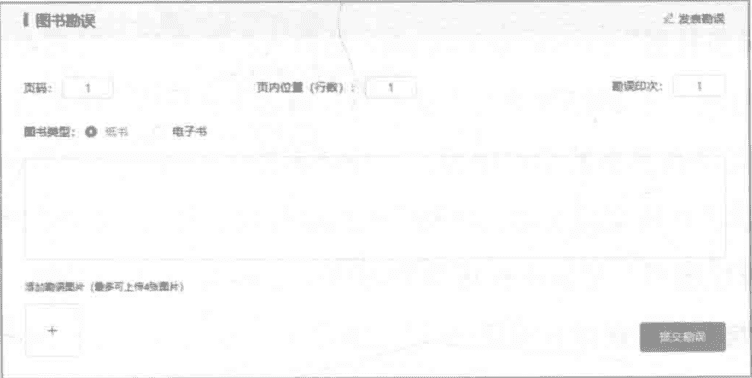 图书勘误 发表勘误
页码： 1 页内位置（行数）： 1 勘误印次： 1
图书类型： 纸书 电子书
添加勘误图片（最多可上传4张图片）
+
提交勘误